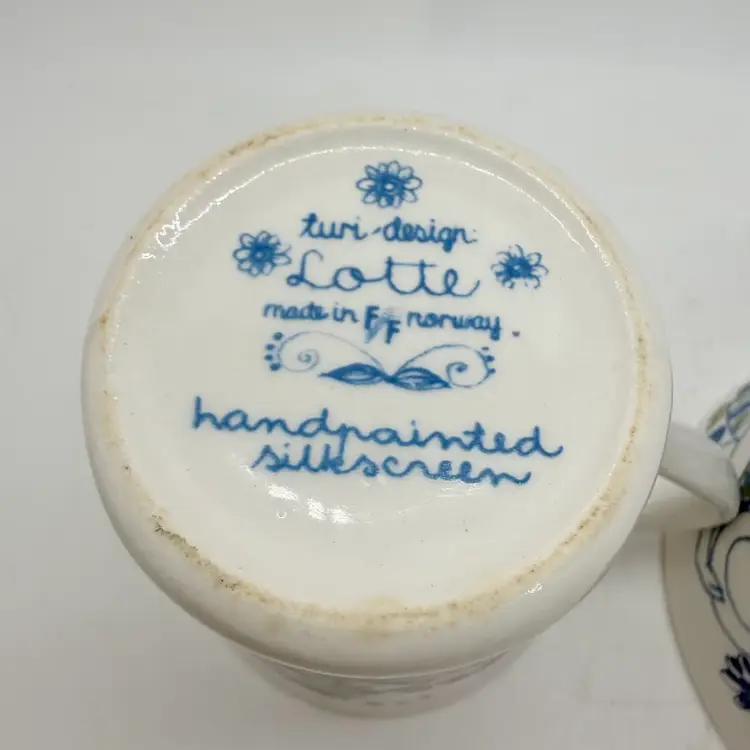 turi-design
Lotte
made in FF norway.
handpainted
silkscreen